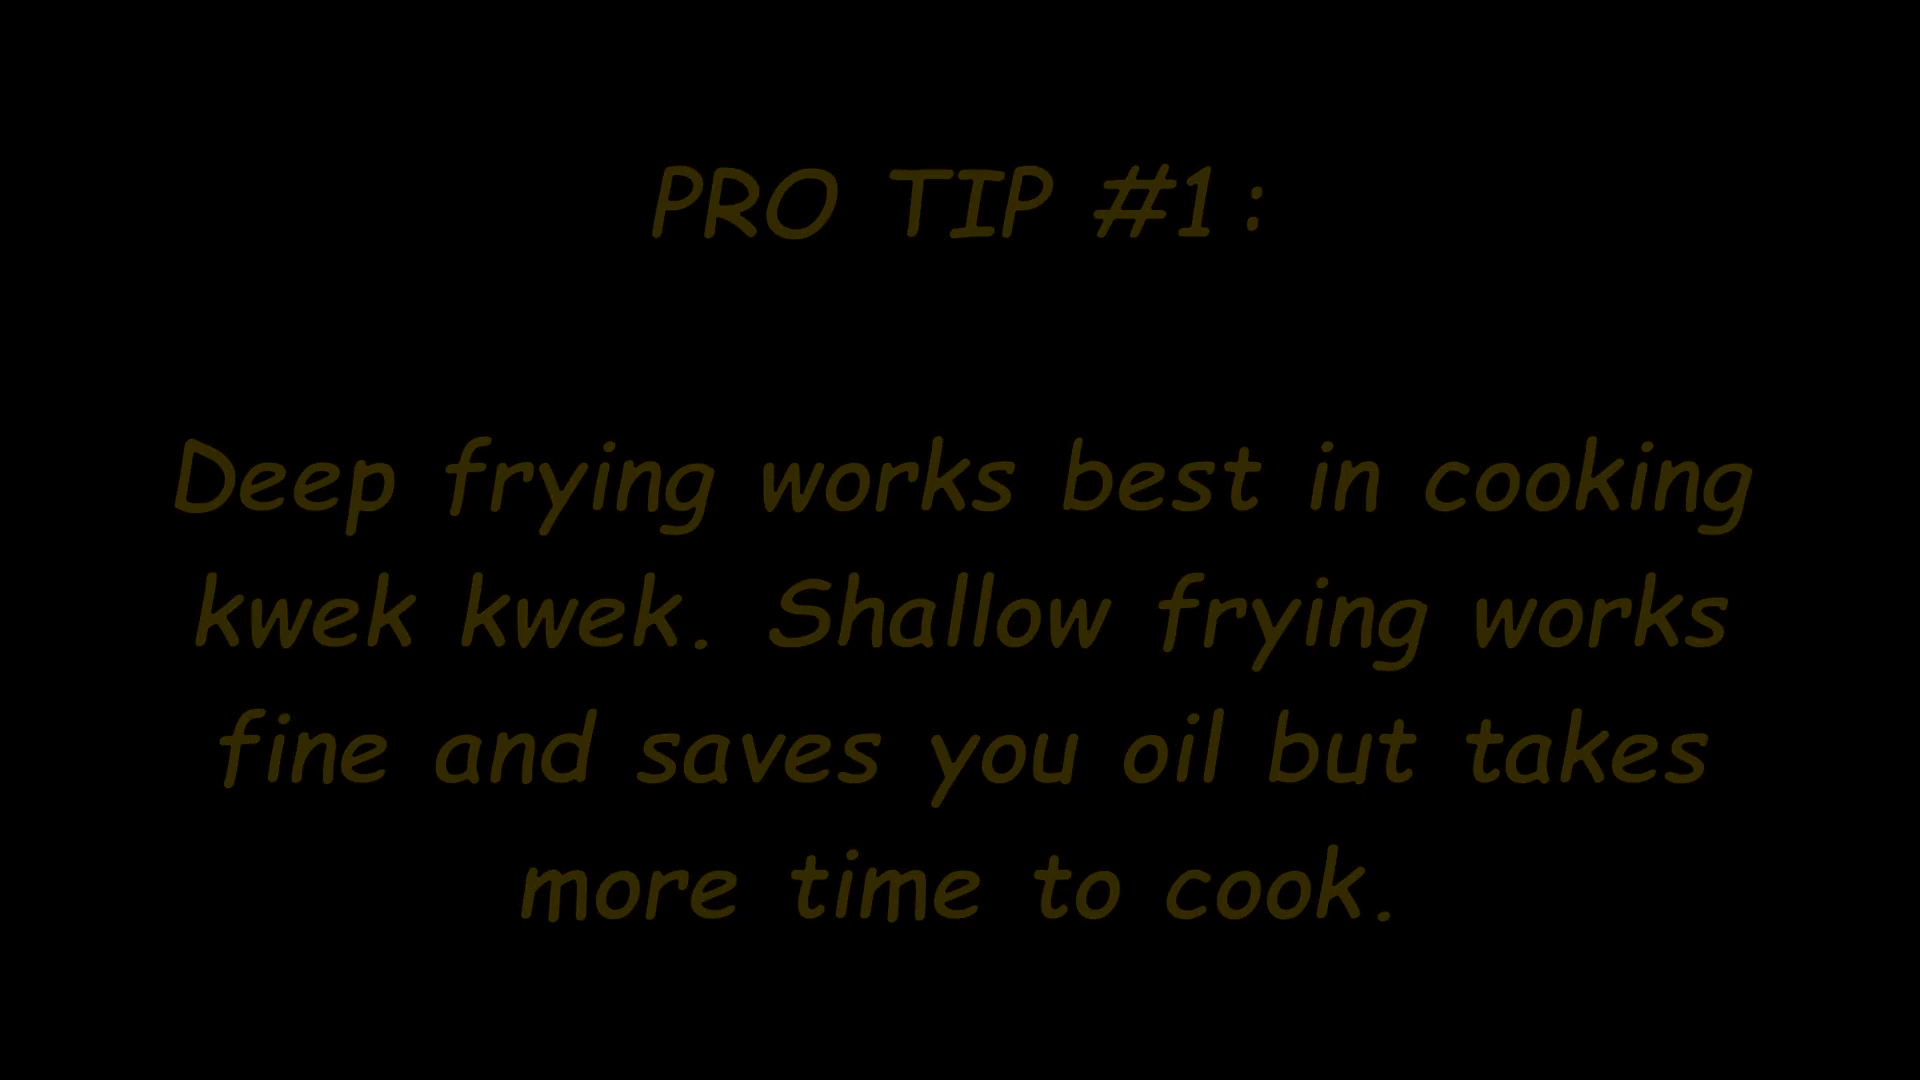 PRO TIP #1:
Deep frying works best in cooking
kwek kwek. Shallow frying works
fine and saves you oil but takes
more time to cook.